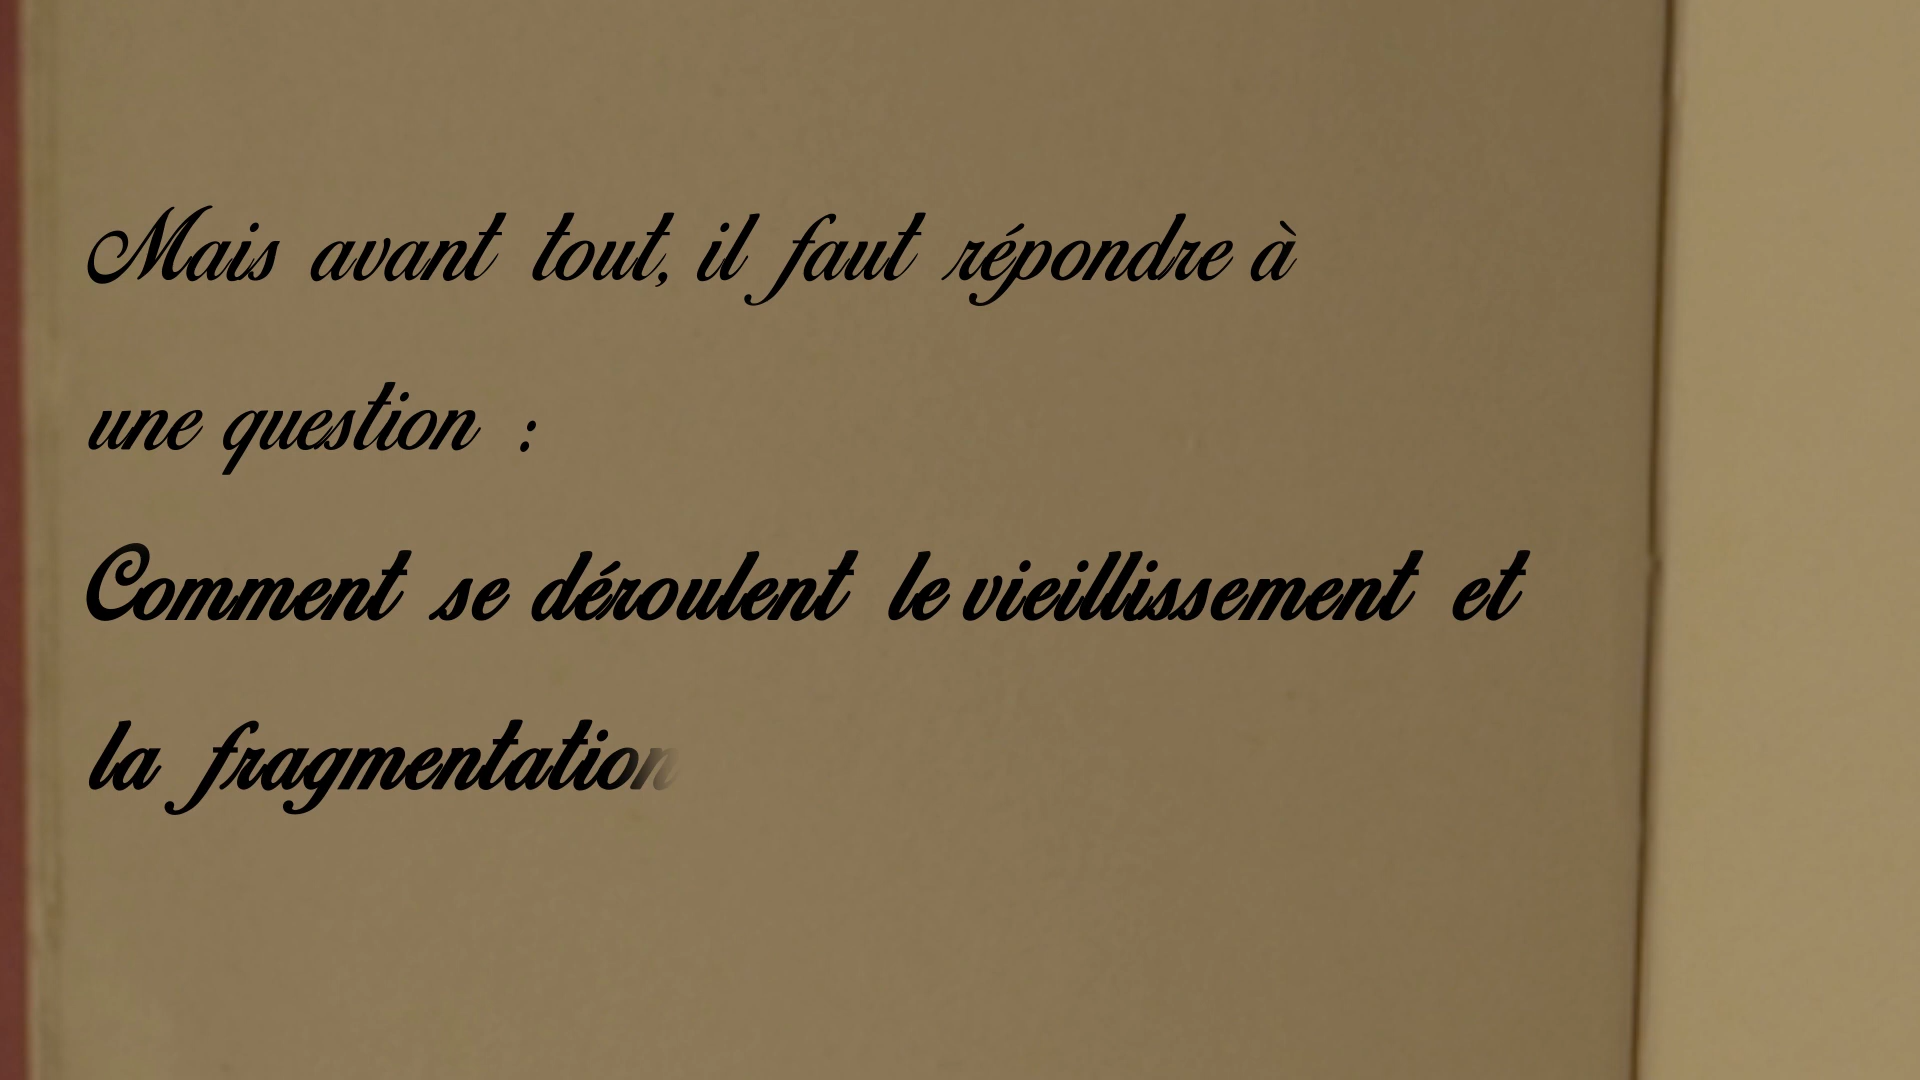 Mais avant tout, il faut répondre à
une question :
Comment se déroulent le vieillissement et
la fragmentation